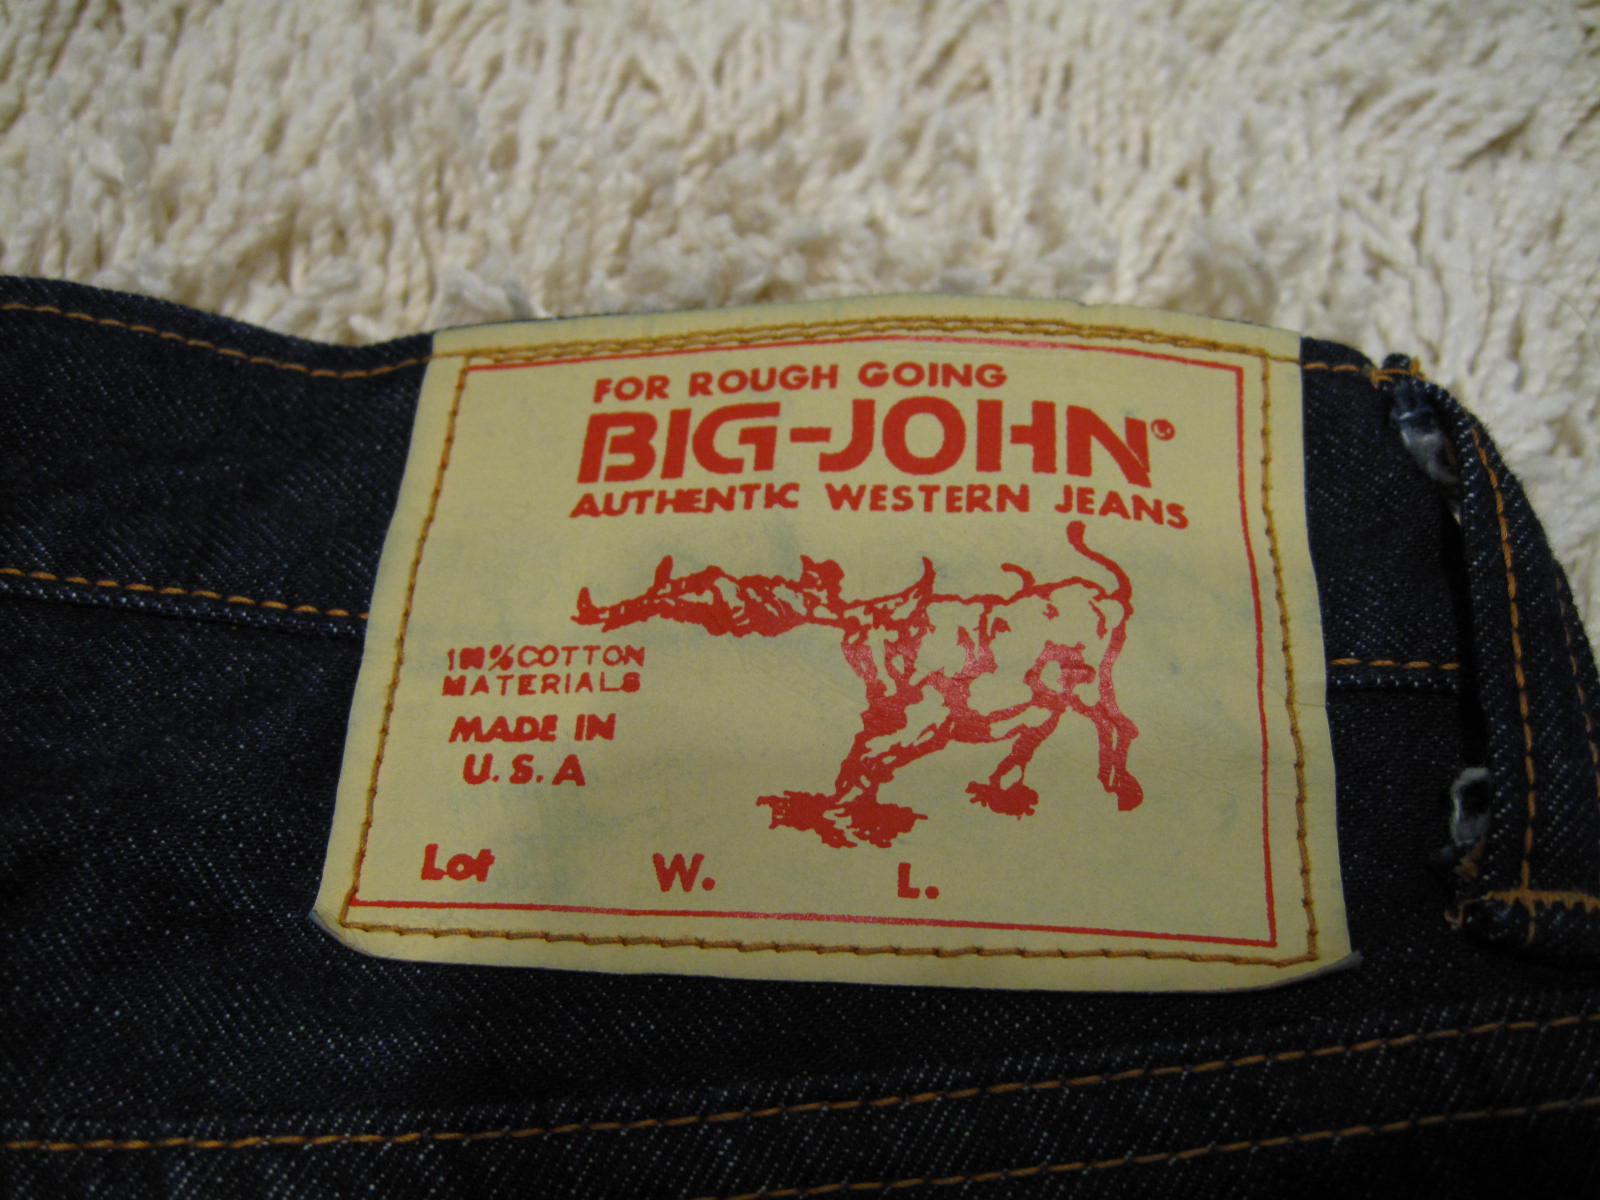 FOR ROUGH GOING
BIG-JOHN®
AUTHENTIC WESTERN JEANS
100% COTTON
MATERIALS
MADE IN
U.S.A
Lot W. L.